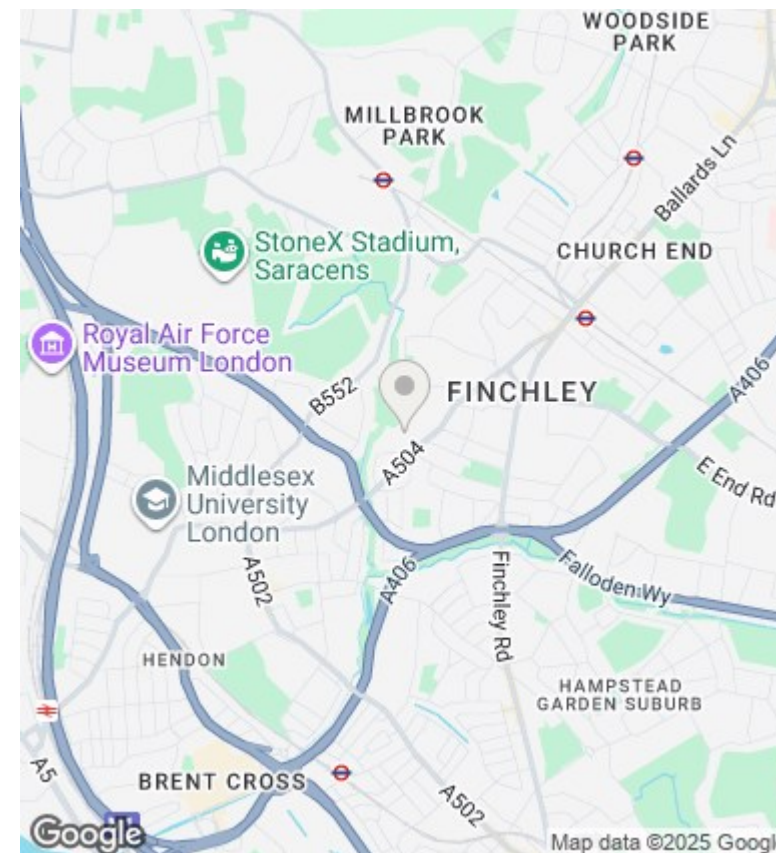 WOODSIDE
PARK
MILLBROOK
PARK
Ballards Ln
StoneX Stadium,
Saracens
CHURCH END
Royal Air Force
Museum London
B552
FINCHLEY
A406
A504
E End Rd
Middlesex
University
London
A502
A406
Finchley Rd
Falloden Wy
HENDON
HAMPSTEAD
GARDEN SUBURB
A5
BRENT CROSS
A502
Google
Map data ©2025 Googl